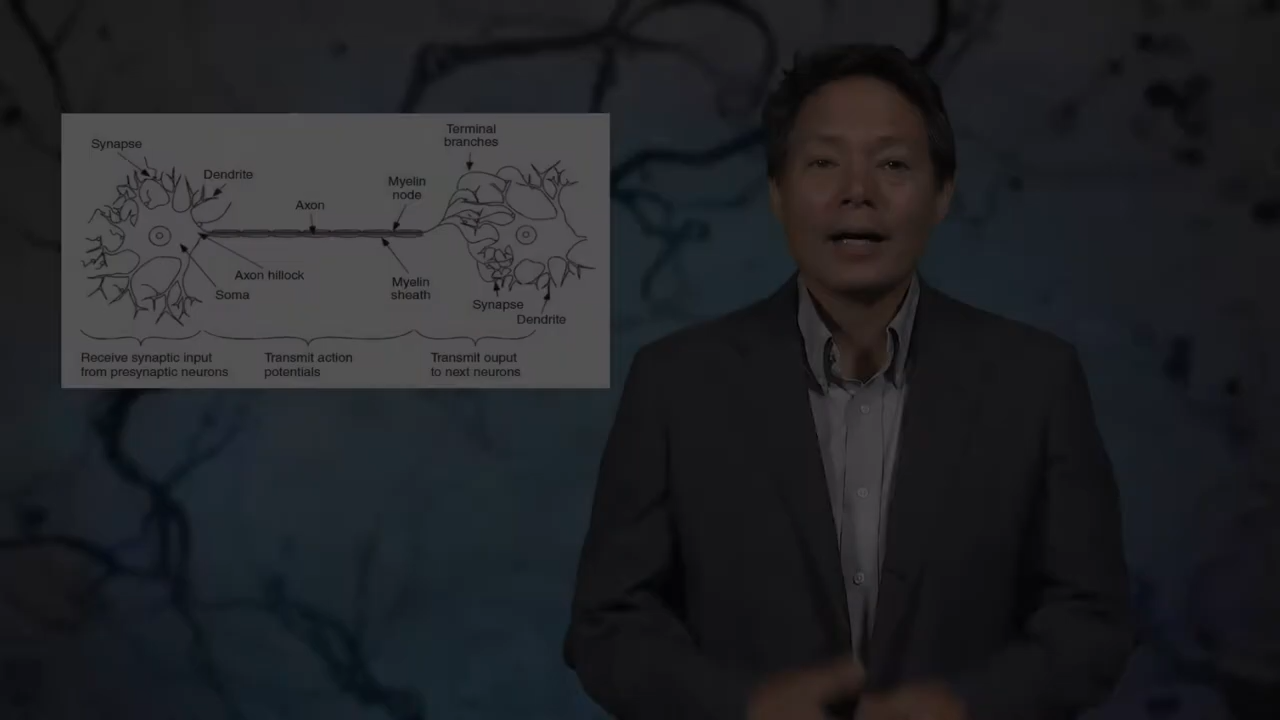 Synapse
Dendrite
Axon
Terminal
branches
Myelin
node
Axon hillock
Soma
Myelin
sheath
Synapse
Dendrite
Receive synaptic input
from presynaptic neurons
Transmit action
potentials
Transmit ouput
to next neurons